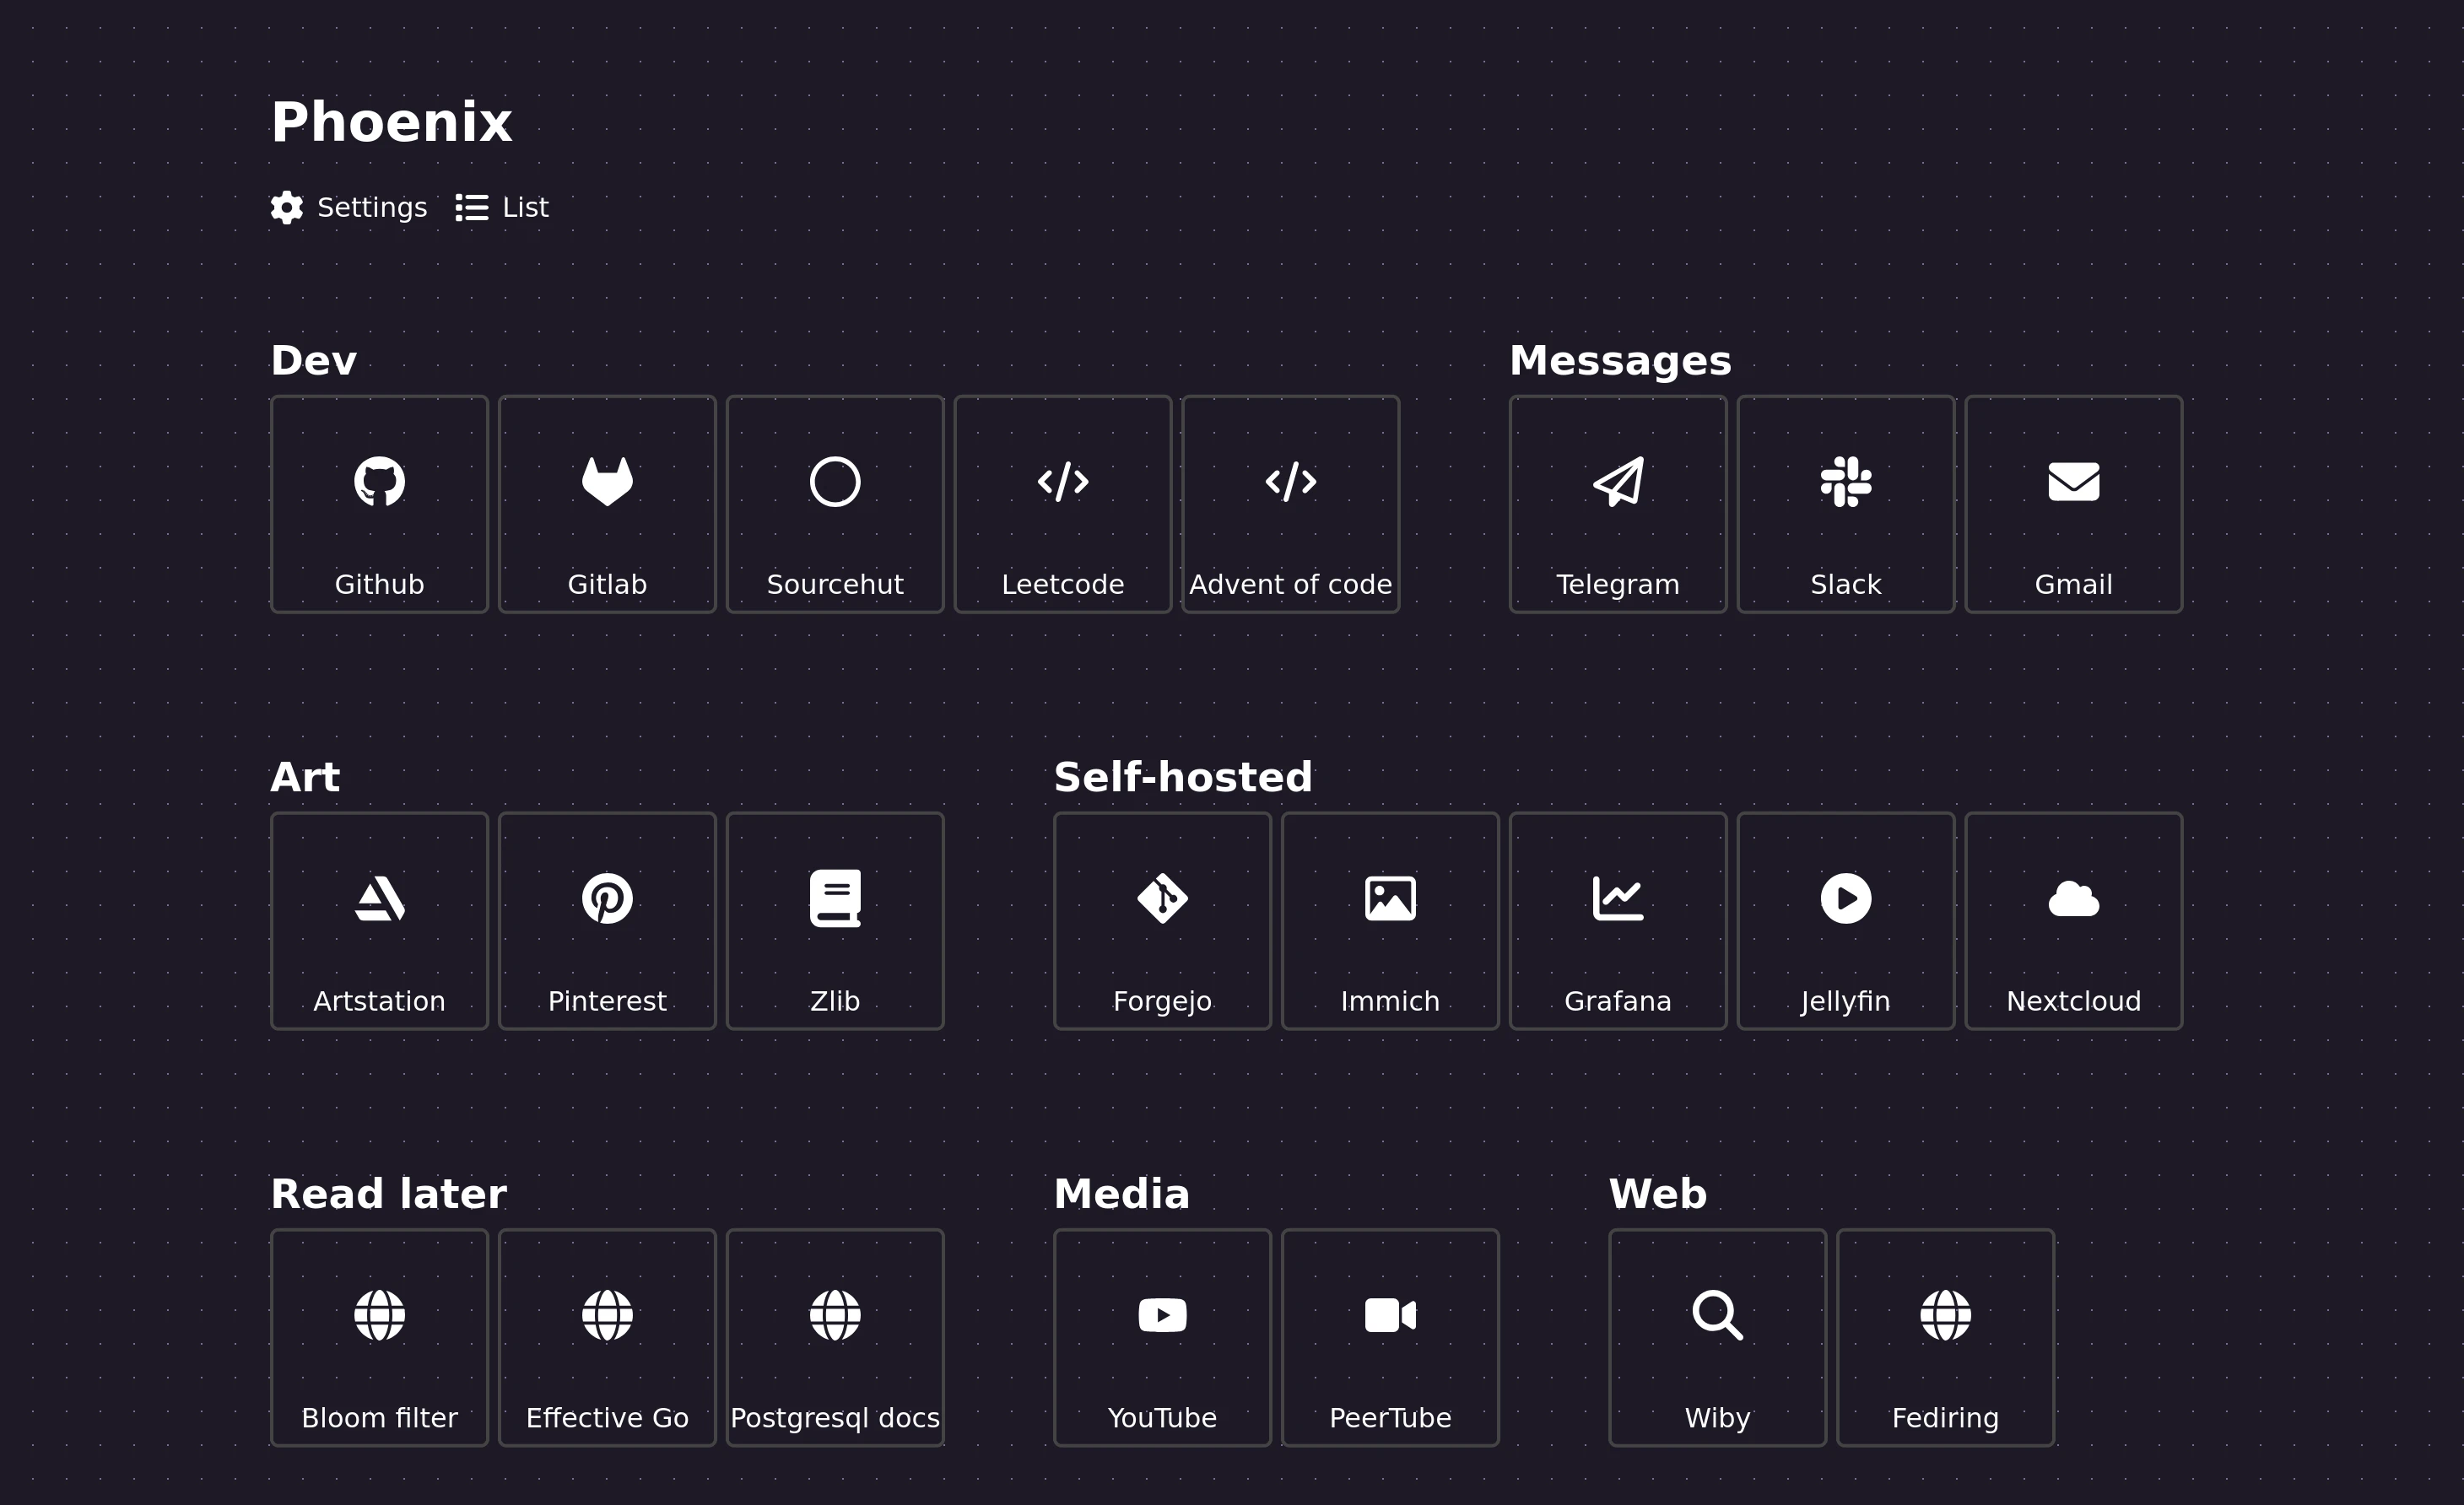 Phoenix
Settings List
Dev
Github Gitlab Sourcehut Leetcode Advent of code
Messages
Telegram Slack Gmail
Art
Artstation Pinterest Zlib
Self-hosted
Forgejo Immich Grafana Jellyfin Nextcloud
Read later
Bloom filter Effective Go Postgresql docs
Media
YouTube PeerTube
Web
Wiby Fediring